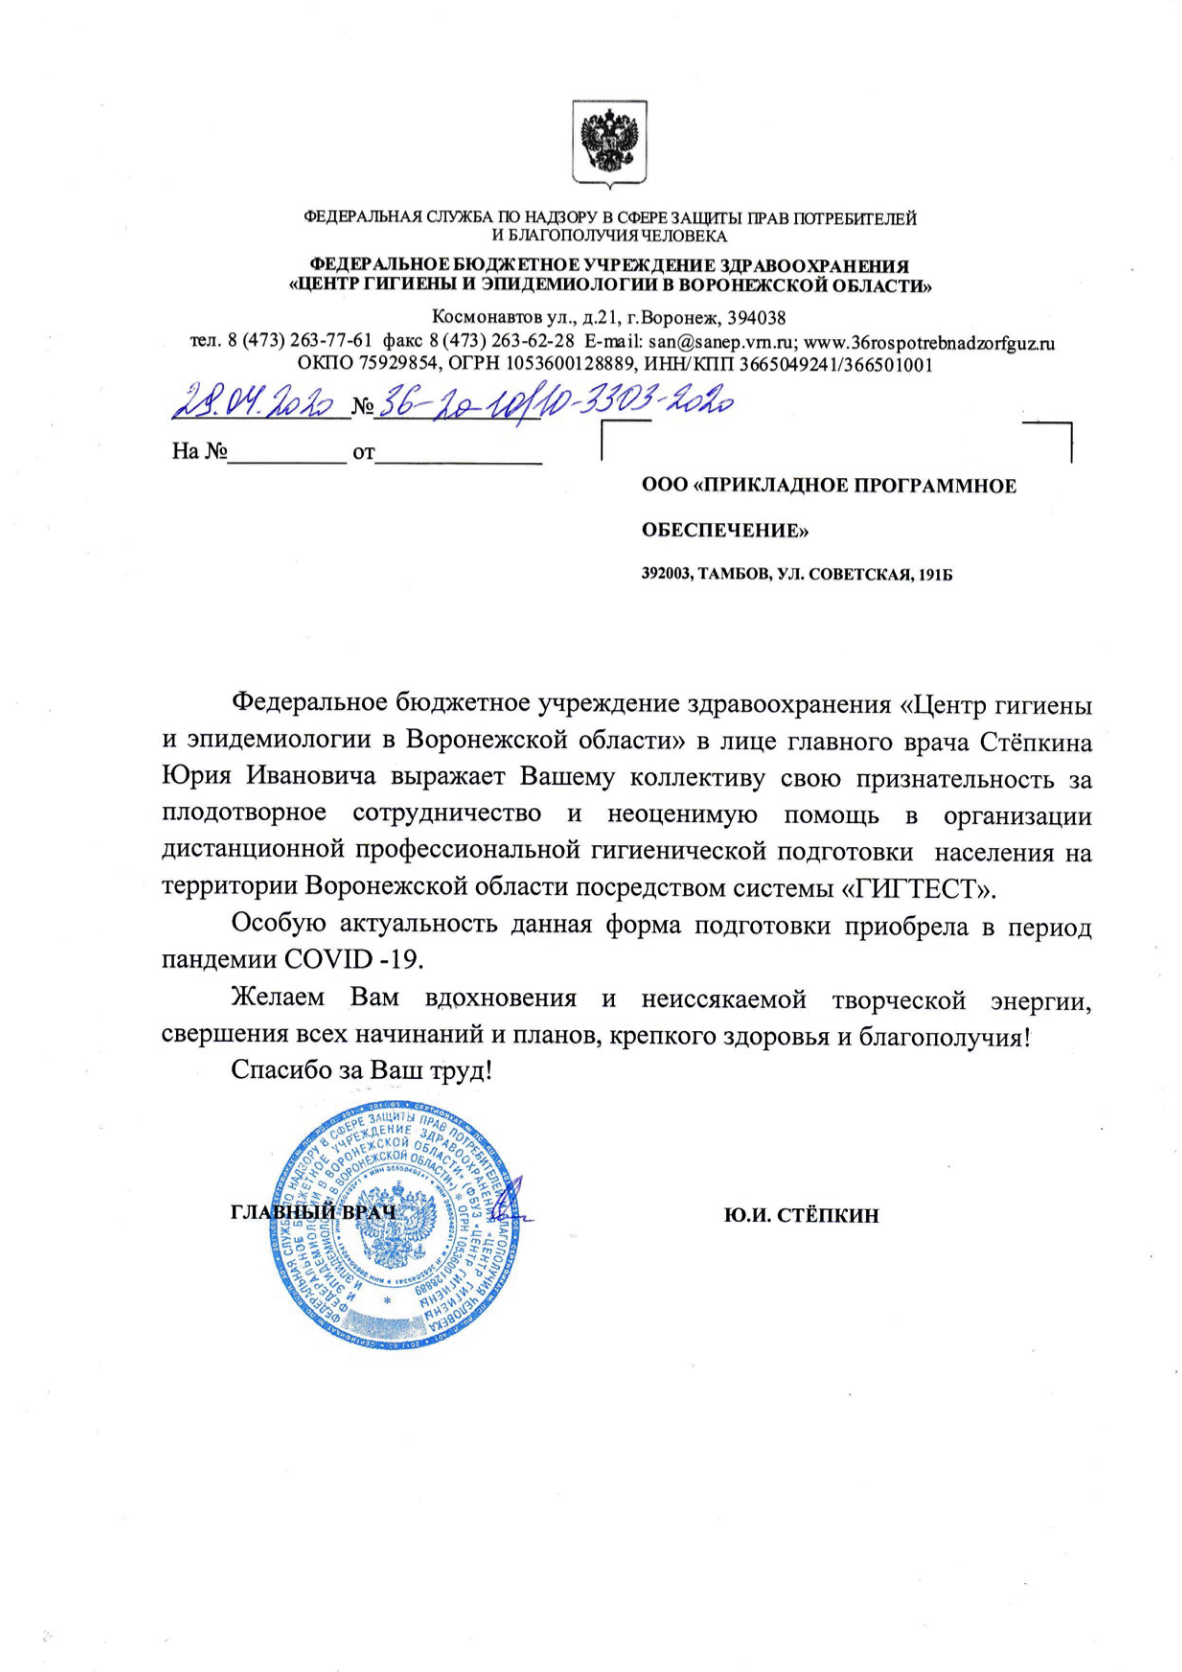 ФЕДЕРАЛЬНАЯ СЛУЖБА ПО НАДЗОРУ В СФЕРЕ ЗАЩИТЫ ПРАВ ПОТРЕБИТЕЛЕЙ
И БЛАГОПОЛУЧИЯ ЧЕЛОВЕКА
ФЕДЕРАЛЬНОЕ БЮДЖЕТНОЕ УЧРЕЖДЕНИЕ ЗДРАВООХРАНЕНИЯ
«ЦЕНТР ГИГИЕНЫ И ЭПИДЕМИОЛОГИИ В ВОРОНЕЖСКОЙ ОБЛАСТИ»
Космонавтов ул., д.21, г.Воронеж, 394038
тел. 8 (473) 263-77-61 факс 8 (473) 263-62-28 E-mail: san@sanep.vrn.ru; www.36rospotrebnadzorfguz.ru
ОКПО 75929854, ОГРН 1053600128889, ИНН/КПП 3665049241/366501001
29.04.2020 № 36-20-10/10-3303-2020
На №__________ от______________
ООО «ПРИКЛАДНОЕ ПРОГРАММНОЕ
ОБЕСПЕЧЕНИЕ»
392003, ТАМБОВ, УЛ. СОВЕТСКАЯ, 191Б
Федеральное бюджетное учреждение здравоохранения «Центр гигиены
и эпидемиологии в Воронежской области» в лице главного врача Стёпкина
Юрия Ивановича выражает Вашему коллективу свою признательность за
плодотворное сотрудничество и неоценимую помощь в организации
дистанционной профессиональной гигиенической подготовки населения на
территории Воронежской области посредством системы «ГИГТЕСТ».
Особую актуальность данная форма подготовки приобрела в период
пандемии COVID -19.
Желаем Вам вдохновения и неиссякаемой творческой энергии,
свершения всех начинаний и планов, крепкого здоровья и благополучия!
Спасибо за Ваш труд!
ГЛАВНЫЙ ВРАЧ
Ю.И. СТЁПКИН
ФЕДЕРАЛЬНАЯ СЛУЖБА ПО НАДЗОРУ В СФЕРЕ ЗАЩИТЫ ПРАВ ПОТРЕБИТЕЛЕЙ И БЛАГОПОЛУЧИЯ ЧЕЛОВЕКА
ФЕДЕРАЛЬНОЕ БЮДЖЕТНОЕ УЧРЕЖДЕНИЕ ЗДРАВООХРАНЕНИЯ «ЦЕНТР ГИГИЕНЫ
И ЭПИДЕМИОЛОГИИ В ВОРОНЕЖСКОЙ ОБЛАСТИ» (ФБУЗ «ЦЕНТР ГИГИЕНЫ
И ЭПИДЕМИОЛОГИИ В ВОРОНЕЖСКОЙ ОБЛАСТИ») * ОГРН 1053600128889